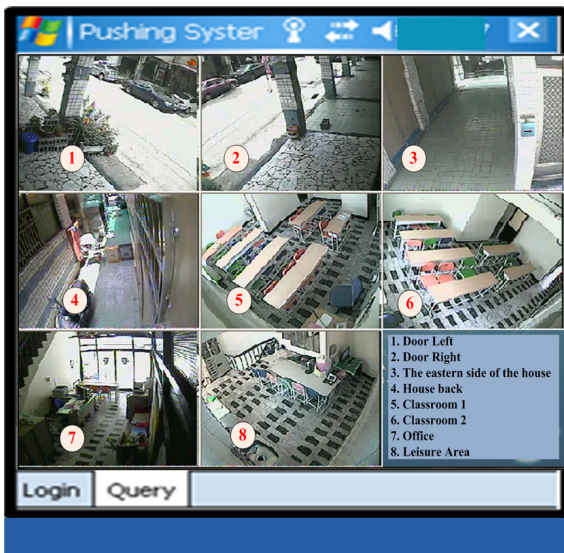 Pushing Syster
1
2
3
4
5
6
7
8
1. Door Left
2. Door Right
3. The eastern side of the house
4. House back
5. Classroom 1
6. Classroom 2
7. Office
8. Leisure Area
Login Query